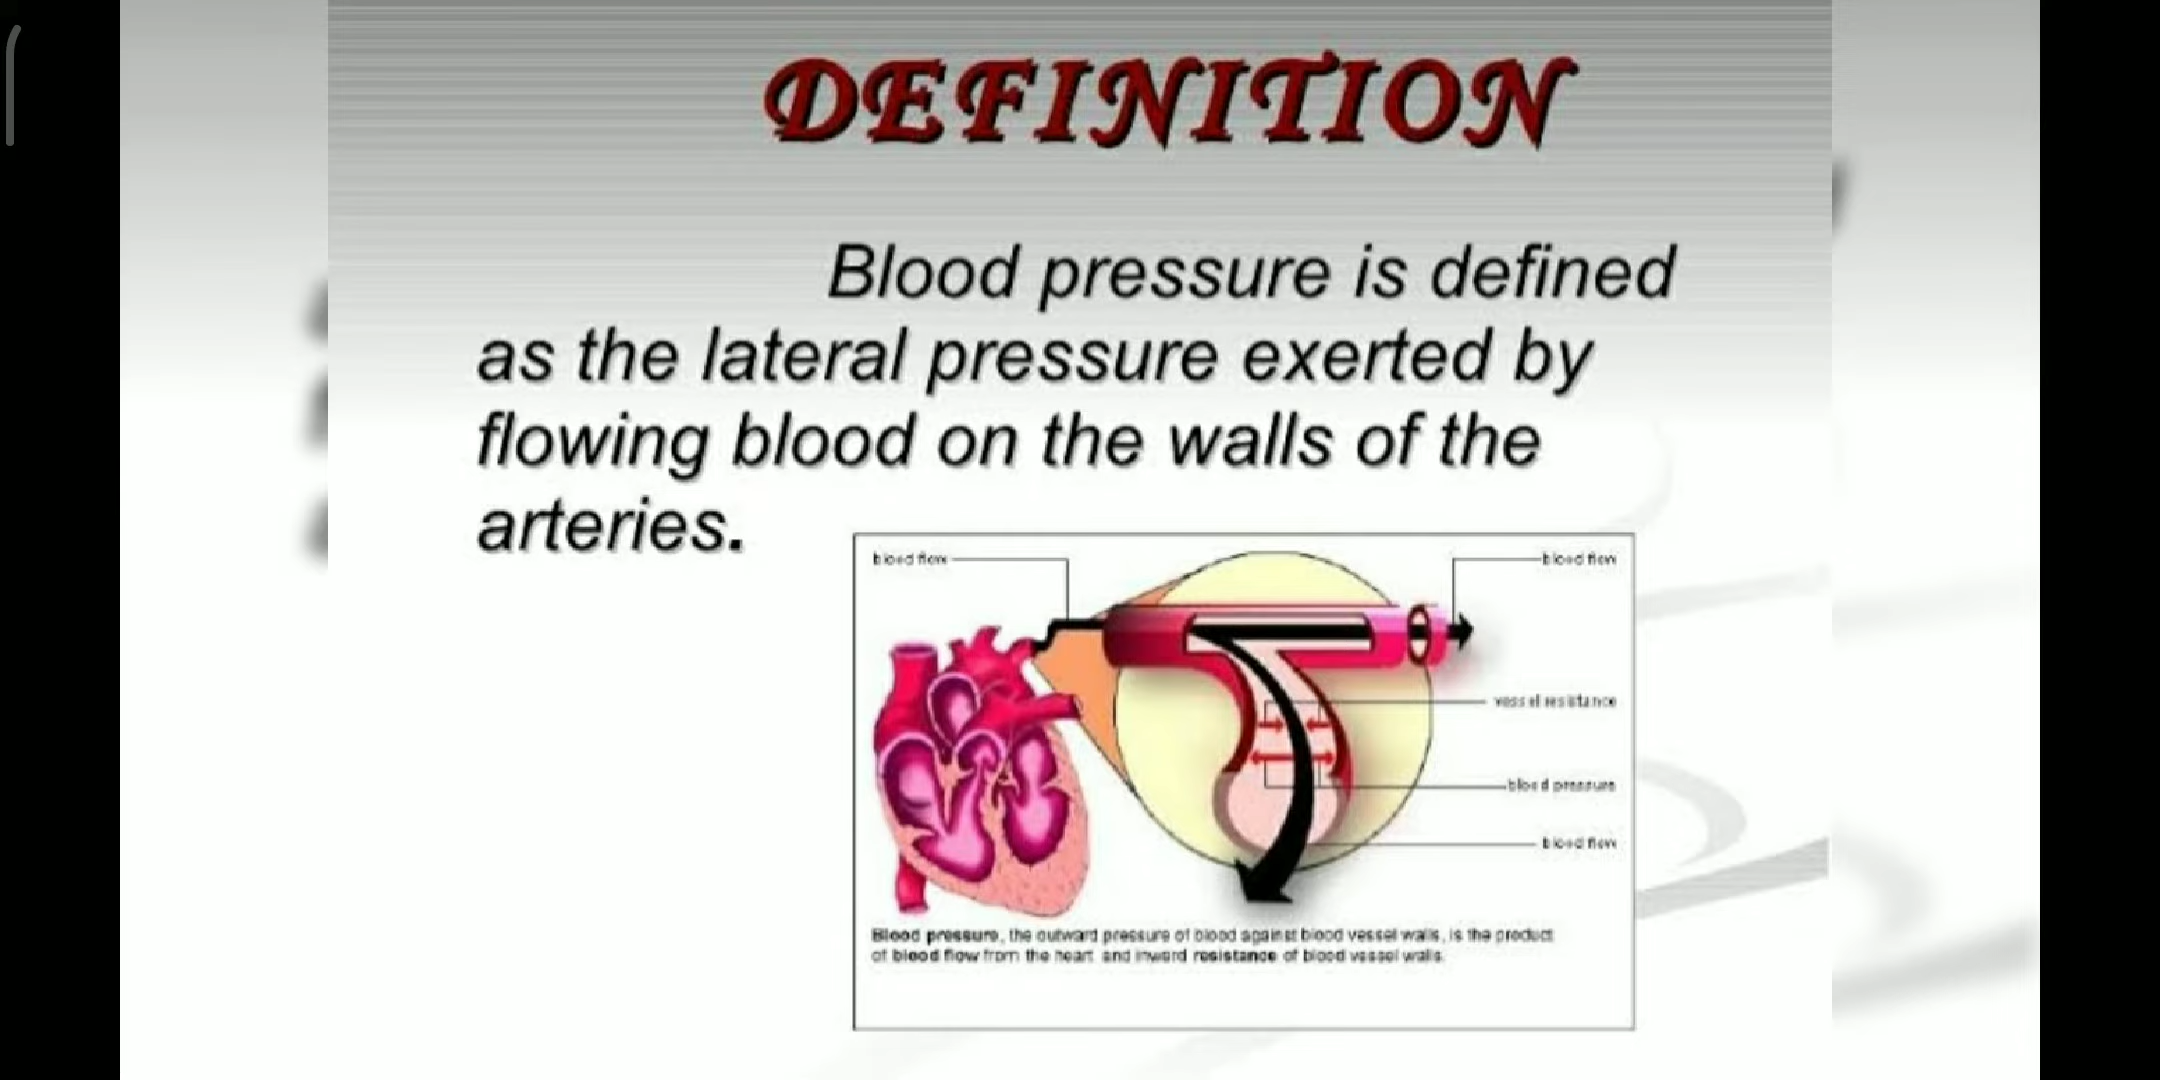 DEFINITION
Blood pressure is defined
as the lateral pressure exerted by
flowing blood on the walls of the
arteries.
blood flow
blood flow
vessel resistance
blood pressure
blood flow
Blood pressure, the outward pressure of blood against blood vessel walls, is the product
of blood flow from the heart and inward resistance of blood vessel walls.